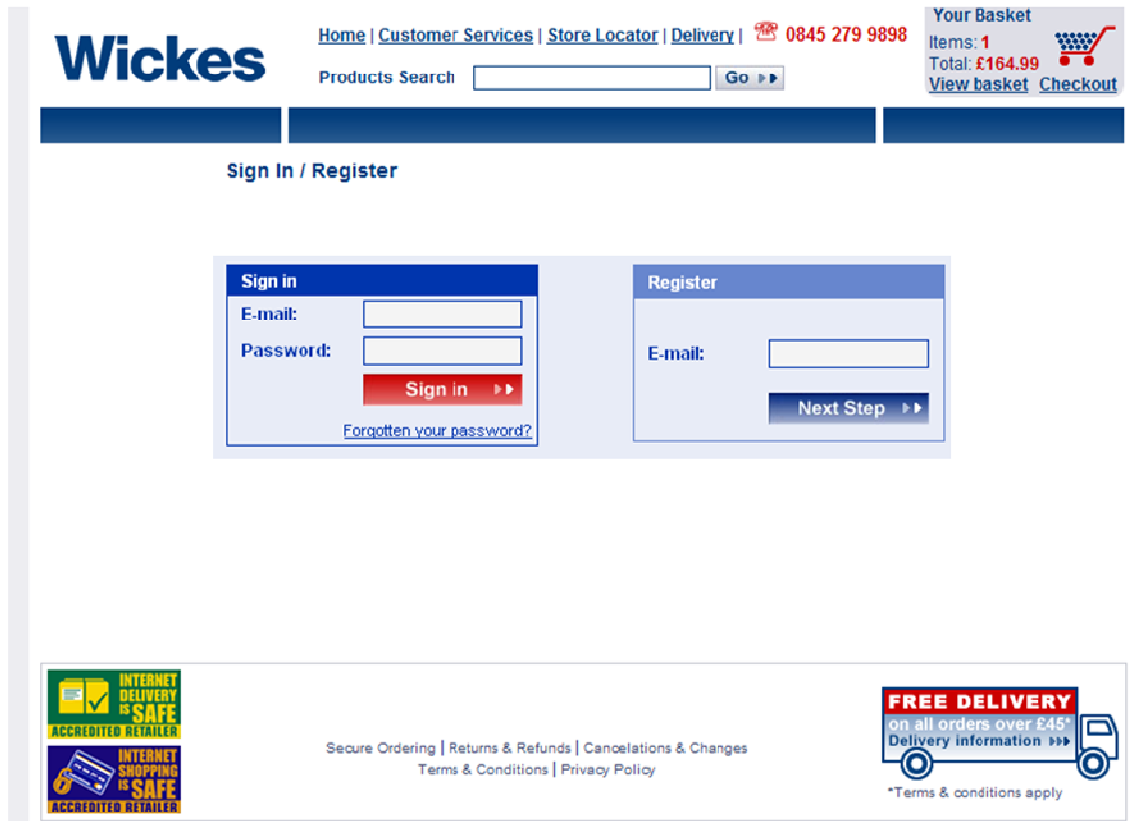 Wickes
Home | Customer Services | Store Locator | Delivery | 0845 279 9898
Products Search
Go
Your Basket
Items: 1
Total: £164.99
View basket Checkout
Sign In / Register
Sign in
E-mail:
Password:
Sign in
Forgotten your password?
Register
E-mail:
Next Step
INTERNET
DELIVERY
IS SAFE
ACCREDITED RETAILER
INTERNET
SHOPPING
IS SAFE
ACCREDITED RETAILER
Secure Ordering | Returns & Refunds | Cancelations & Changes
Terms & Conditions | Privacy Policy
FREE DELIVERY
on all orders over £45*
Delivery information
*Terms & conditions apply